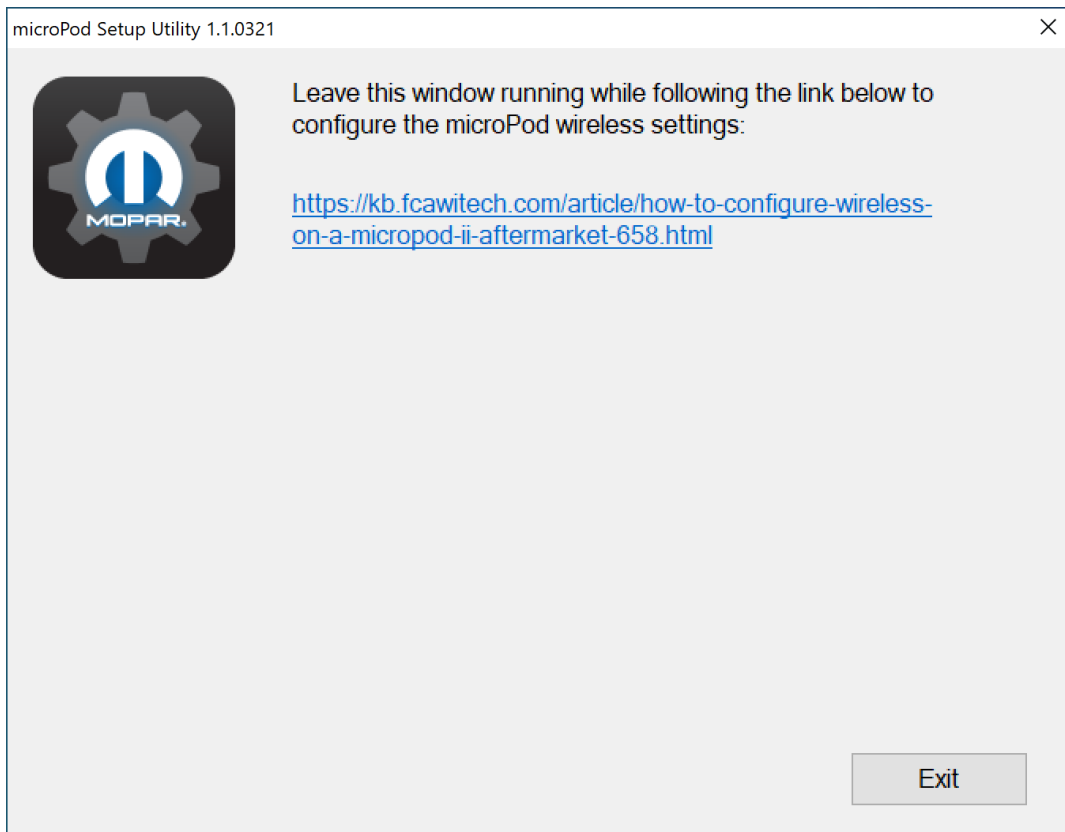 microPod Setup Utility 1.1.0321
MOPAR.
Leave this window running while following the link below to
configure the microPod wireless settings:
https://kb.fcawitech.com/article/how-to-configure-wireless-
on-a-micropod-ii-aftermarket-658.html
Exit